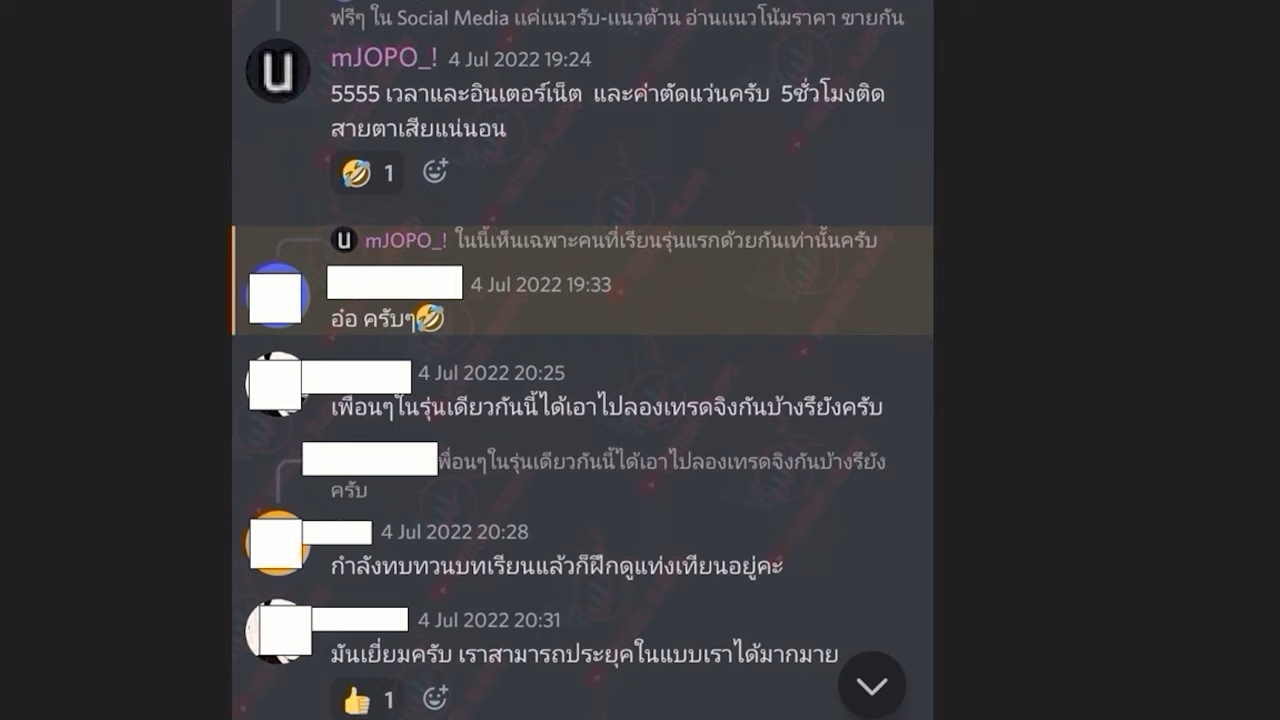 ฟรีๆ ใน Social Media แค่แนวรับ-แนวต้าน อ่านแนวโน้มราคา ขายกัน
mJOPO_! 4 Jul 2022 19:24
5555 เวลาและอินเตอร์เน็ต และค่าตัดแว่นครับ 5ชั่วโมงติด
สายตาเสียแน่นอน
🤣 1
U mJOPO_! ในนี้เห็นเฉพาะคนที่เรียนรุ่นแรกด้วยกันเท่านั้นครับ
4 Jul 2022 19:33
อ๋อ ครับๆ🤣
4 Jul 2022 20:25
เพื่อนๆในรุ่นเดียวกันนี้ได้เอาไปลองเทรดจิงกันบ้างรึยังครับ
พื่อนๆในรุ่นเดียวกันนี้ได้เอาไปลองเทรดจิงกันบ้างรึยัง
ครับ
4 Jul 2022 20:28
กำลังทบทวนบทเรียนแล้วก็ฝึกดูแท่งเทียนอยู่คะ
4 Jul 2022 20:31
มันเยี่ยมครับ เราสามารถประยุคในแบบเราได้มากมาย
👍 1